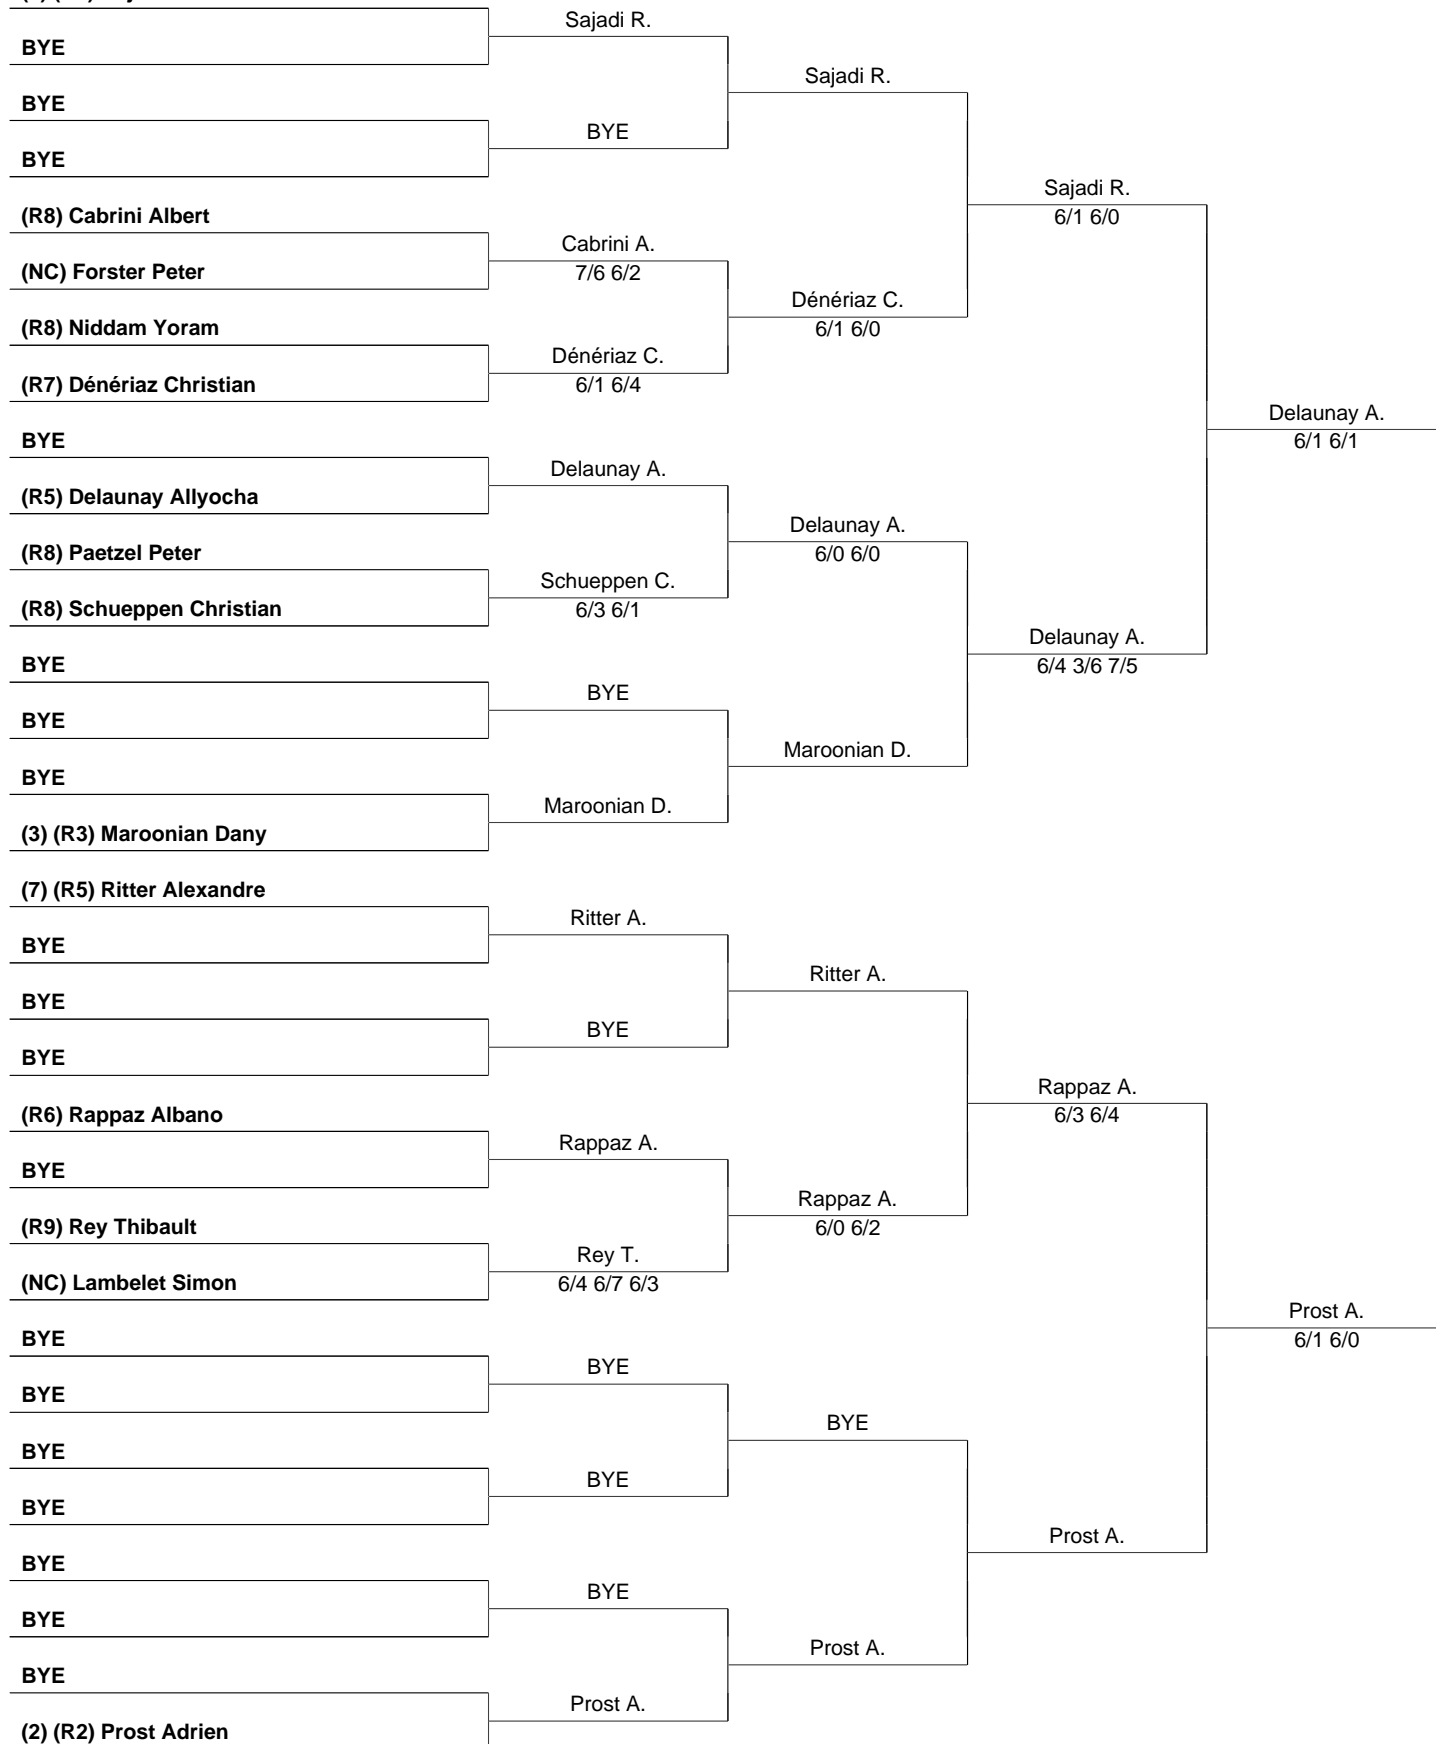 Sajadi R.
BYE
Sajadi R.
BYE
BYE
BYE
Sajadi R.
6/1 6/0
(R8) Cabrini Albert
Cabrini A.
7/6 6/2
(NC) Forster Peter
Dénériaz C.
6/1 6/0
(R8) Niddam Yoram
Dénériaz C.
6/1 6/4
(R7) Dénériaz Christian
Delaunay A.
6/1 6/1
BYE
Delaunay A.
(R5) Delaunay Allyocha
Delaunay A.
6/0 6/0
(R8) Paetzel Peter
Schueppen C.
6/3 6/1
(R8) Schueppen Christian
Delaunay A.
6/4 3/6 7/5
BYE
BYE
BYE
Maroonian D.
BYE
Maroonian D.
(3) (R3) Maroonian Dany
(7) (R5) Ritter Alexandre
Ritter A.
BYE
Ritter A.
BYE
BYE
BYE
Rappaz A.
6/3 6/4
(R6) Rappaz Albano
Rappaz A.
BYE
Rappaz A.
6/0 6/2
(R9) Rey Thibault
Rey T.
6/4 6/7 6/3
(NC) Lambelet Simon
Prost A.
6/1 6/0
BYE
BYE
BYE
BYE
BYE
BYE
BYE
Prost A.
BYE
BYE
BYE
Prost A.
BYE
Prost A.
(2) (R2) Prost Adrien